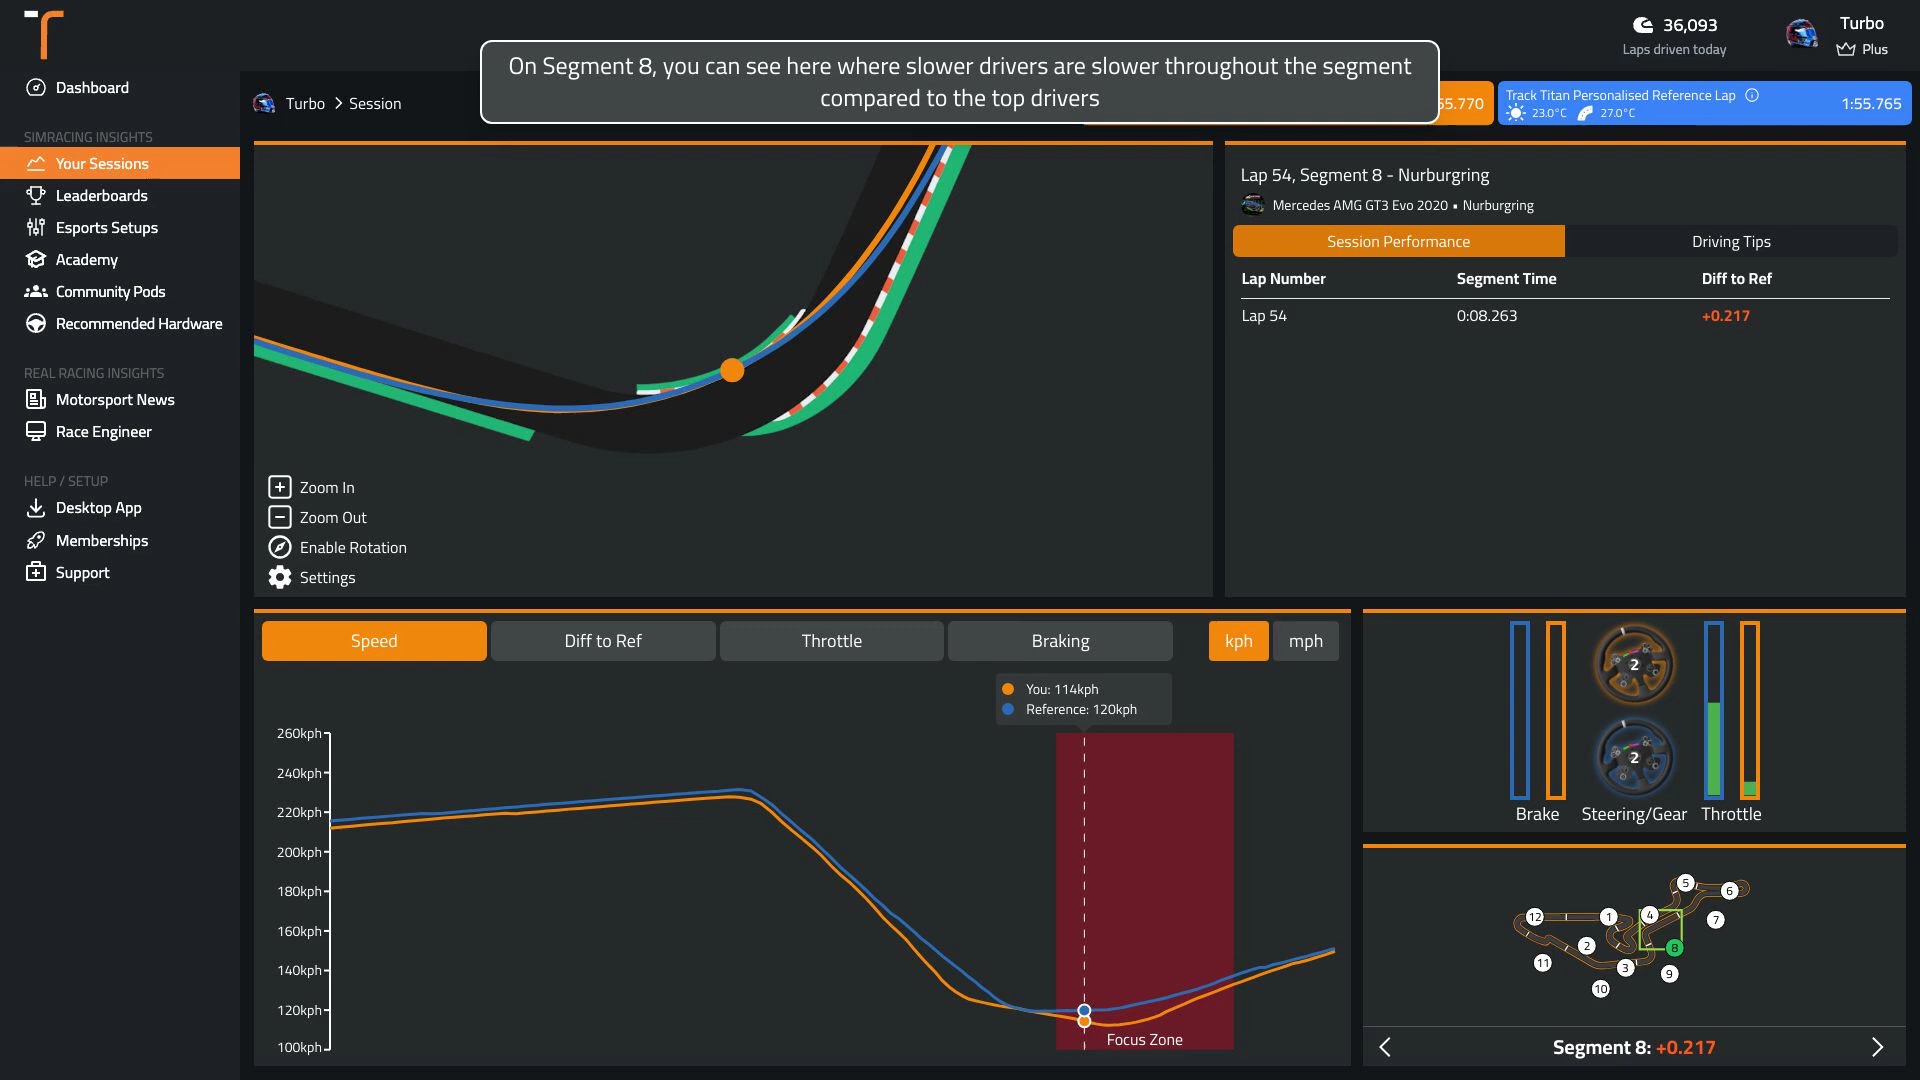 36,093
Laps driven today
Turbo
Plus
On Segment 8, you can see here where slower drivers are slower throughout the segment
compared to the top drivers
Dashboard
SIMRACING INSIGHTS
Your Sessions
Leaderboards
Esports Setups
Academy
Community Pods
Recommended Hardware
REAL RACING INSIGHTS
Motorsport News
Race Engineer
HELP / SETUP
Desktop App
Memberships
Support
Turbo > Session
55.770
Track Titan Personalised Reference Lap
23.0°C 27.0°C
1:55.765
Zoom In
Zoom Out
Enable Rotation
Settings
Lap 54, Segment 8 - Nurburgring
Mercedes AMG GT3 Evo 2020 • Nurburgring
Session Performance Driving Tips
Lap Number Segment Time Diff to Ref
Lap 54 0:08.263 +0.217
Speed Diff to Ref Throttle Braking kph mph
You: 114kph
Reference: 120kph
260kph
240kph
220kph
200kph
180kph
160kph
140kph
120kph
100kph
Focus Zone
2
2
Brake Steering/Gear Throttle
5
6
12
1
4
7
2
8
11
3
9
10
Segment 8: +0.217